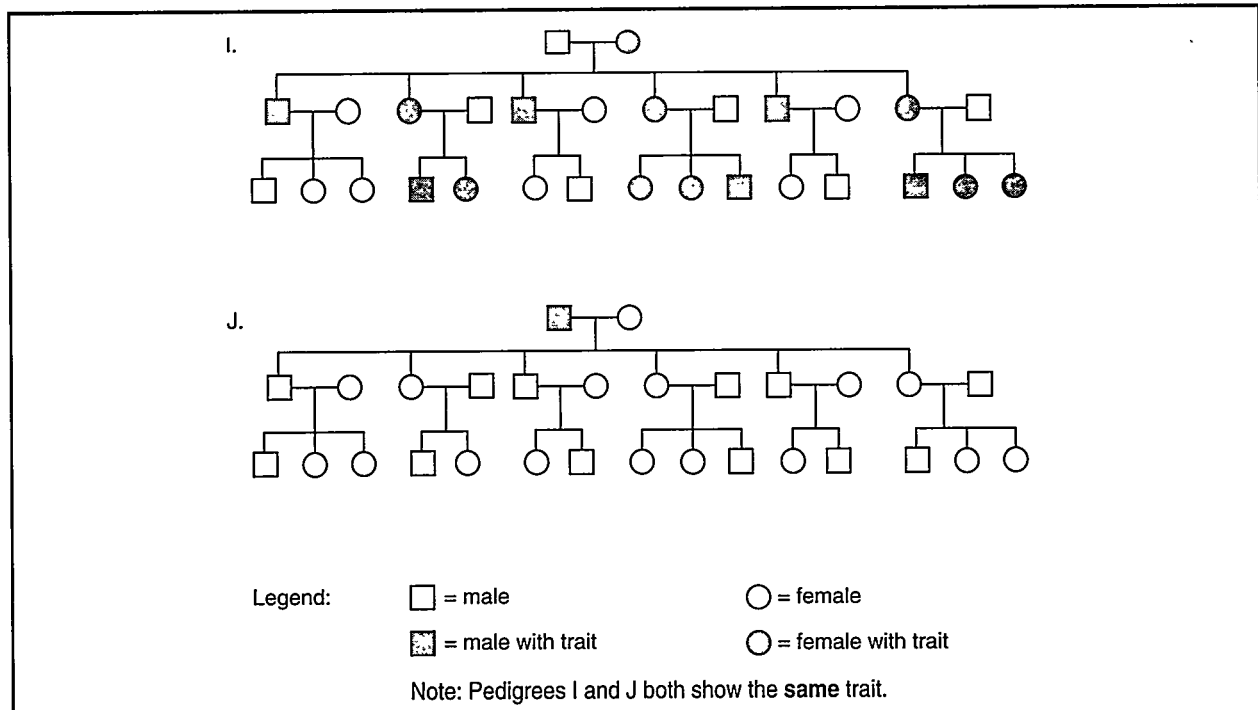 I.
J.
Legend:
= male
= female
= male with trait
= female with trait
Note: Pedigrees I and J both show the same trait.